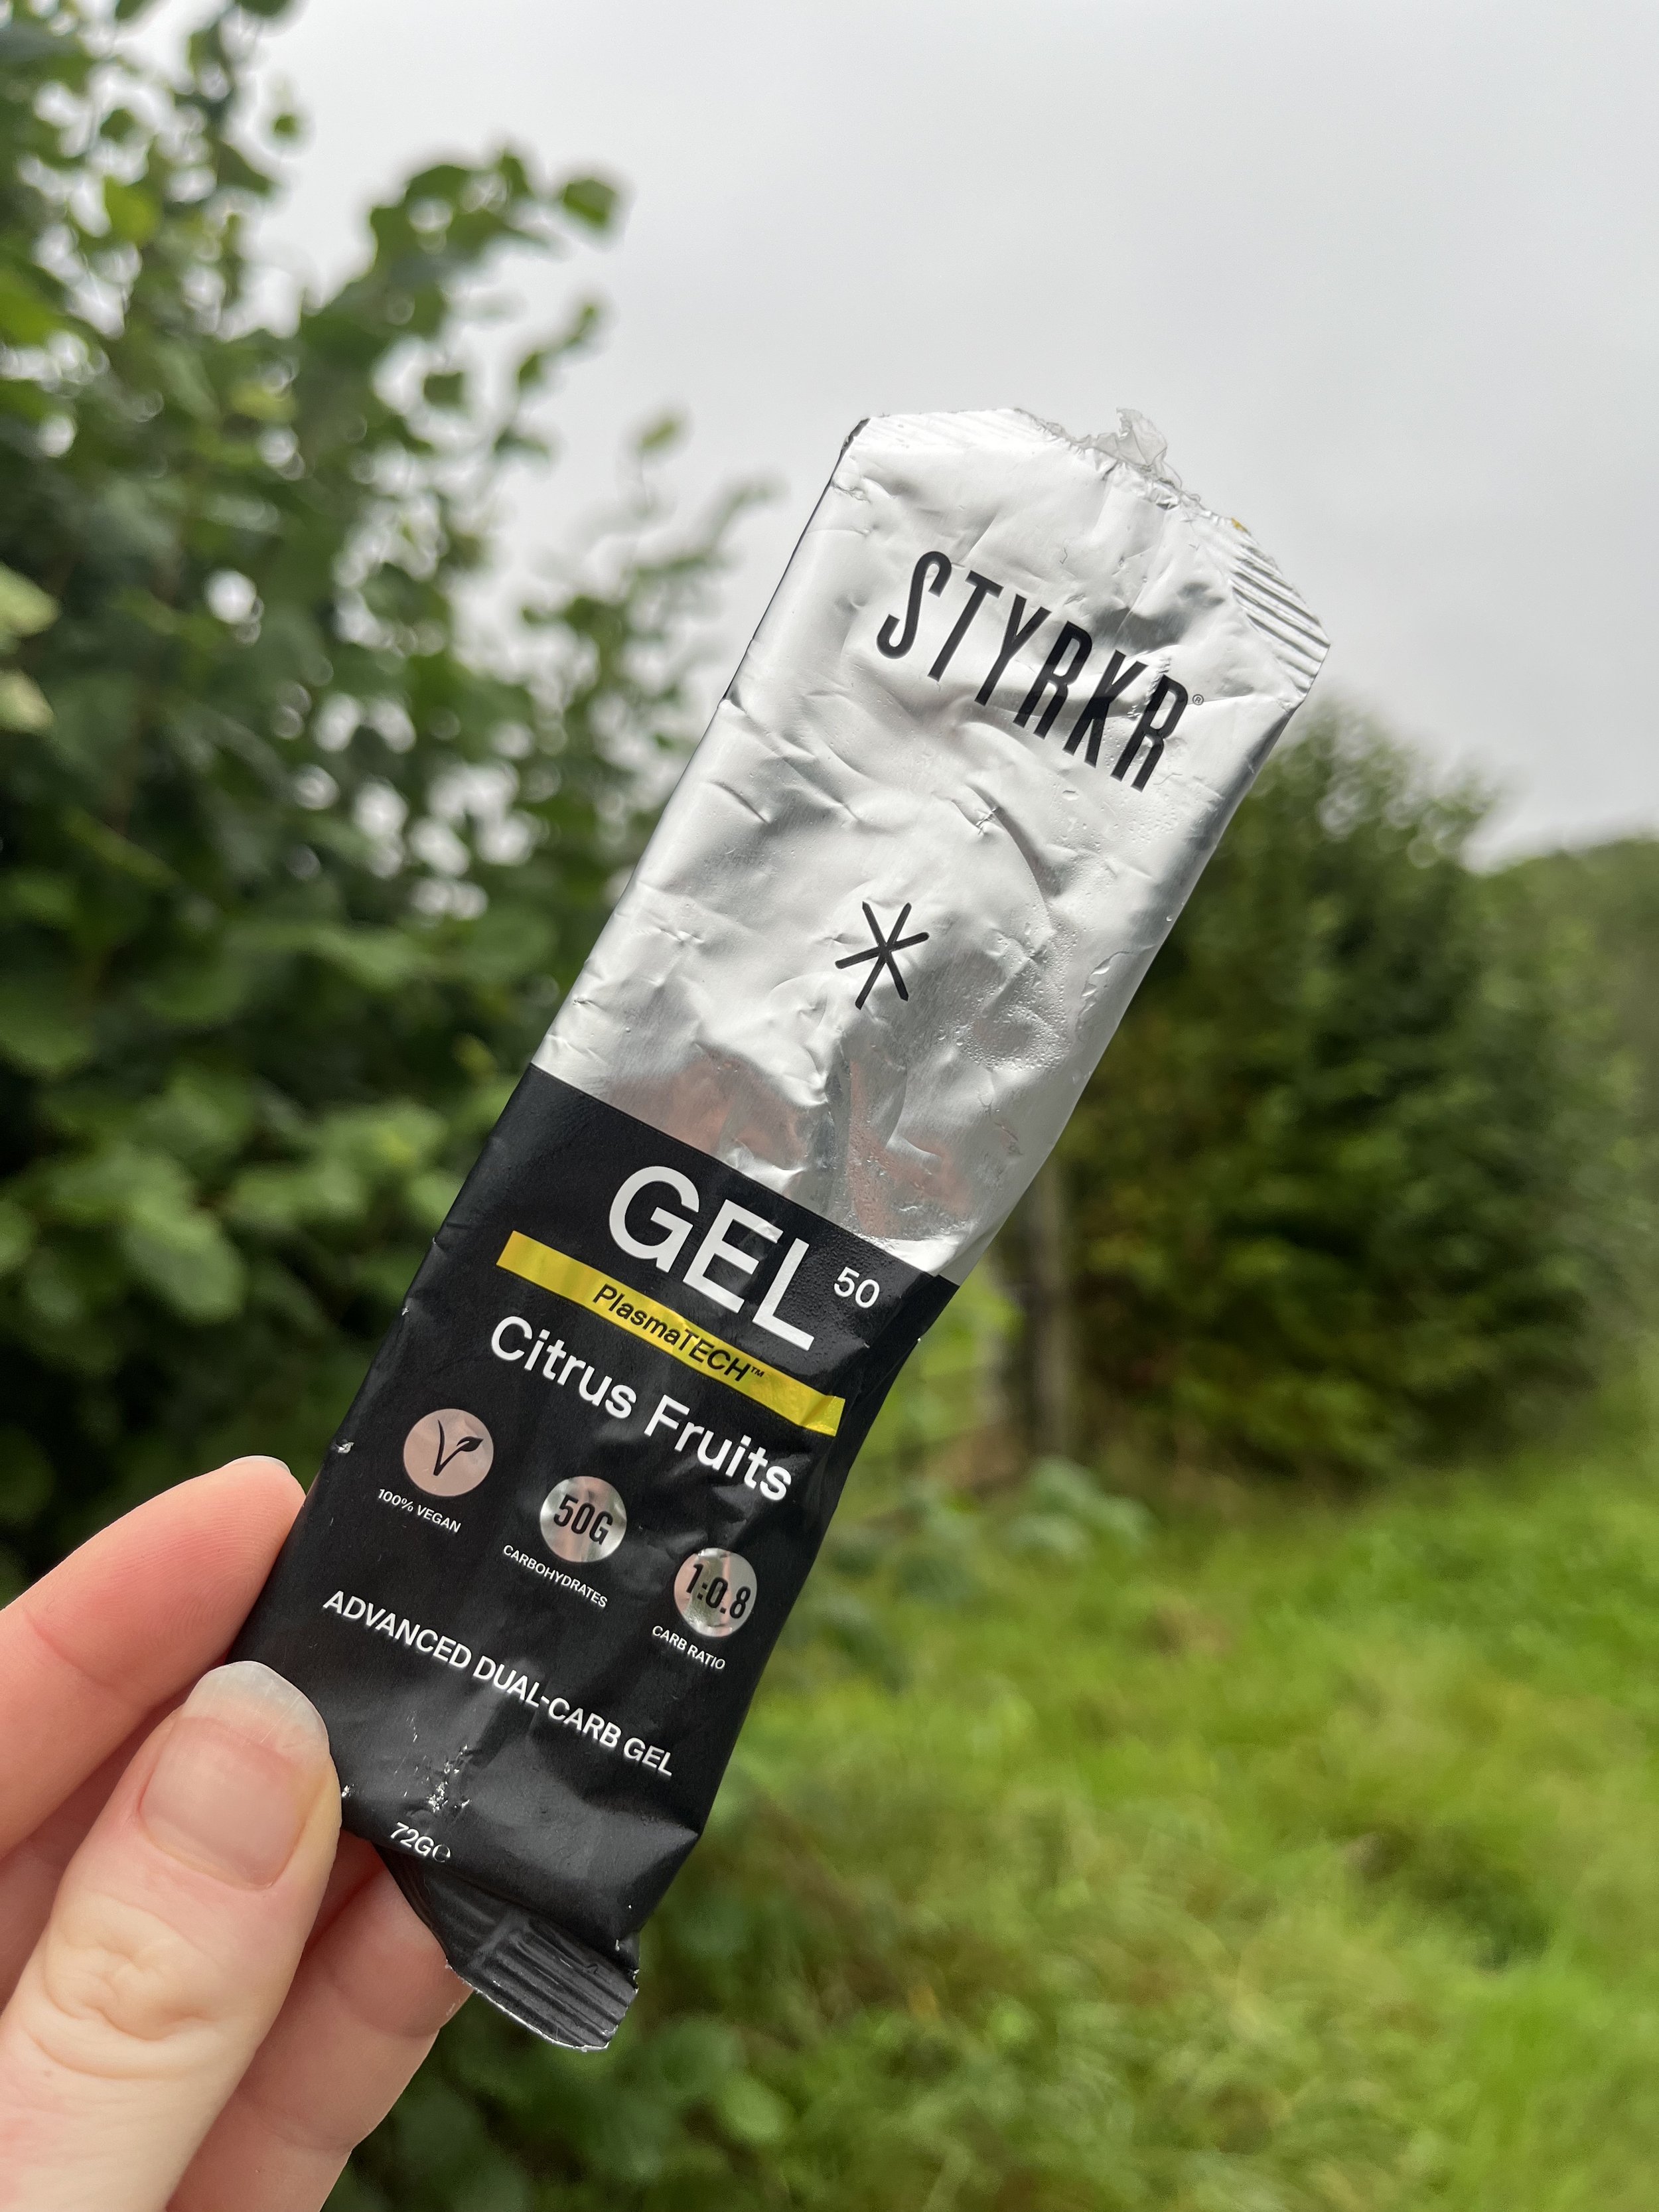 STYRKR®
GEL 50
PlasmaTECH™
Citrus Fruits
100% VEGAN
50G
CARBOHYDRATES
1:0.8
CARB RATIO
ADVANCED DUAL-CARB GEL
72G℮